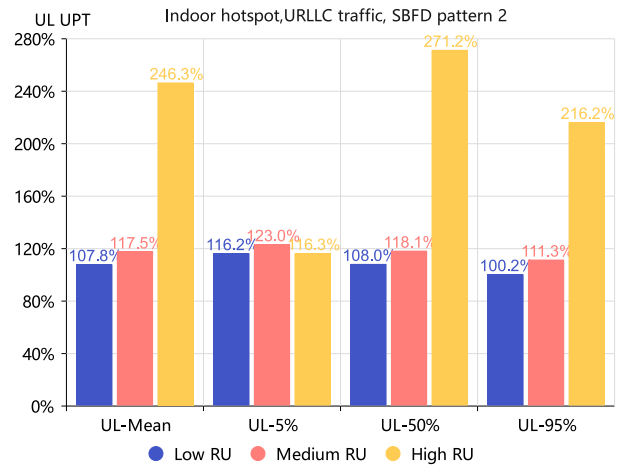 Indoor hotspot,URLLC traffic, SBFD pattern 2
UL UPT
280%
240%
200%
160%
120%
80%
40%
0%
107.8%
117.5%
246.3%
116.2%
123.0%
116.3%
108.0%
118.1%
271.2%
100.2%
111.3%
216.2%
UL-Mean
UL-5%
UL-50%
UL-95%
Low RU
Medium RU
High RU